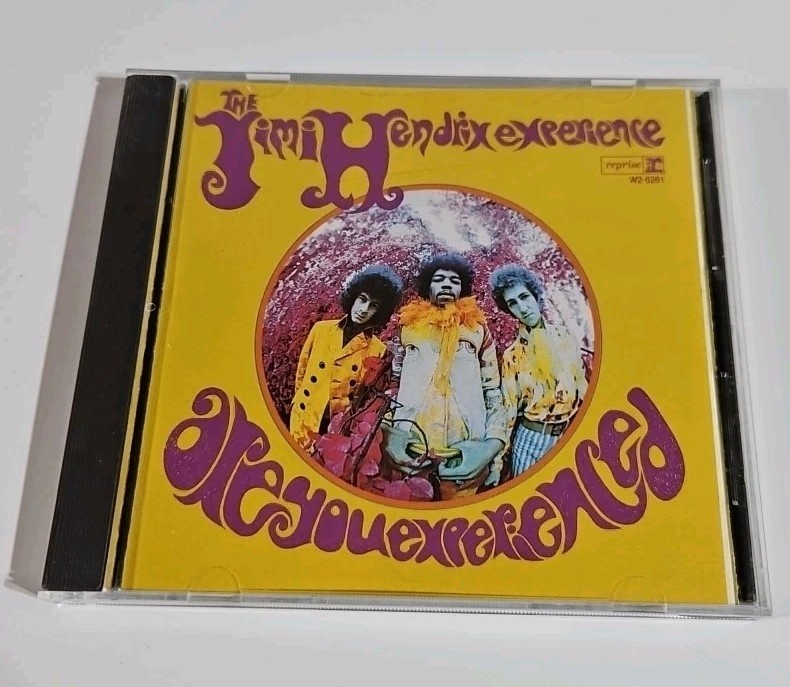 THE
Jimi Hendrix experience
reprise
W2-6261
are you experienced